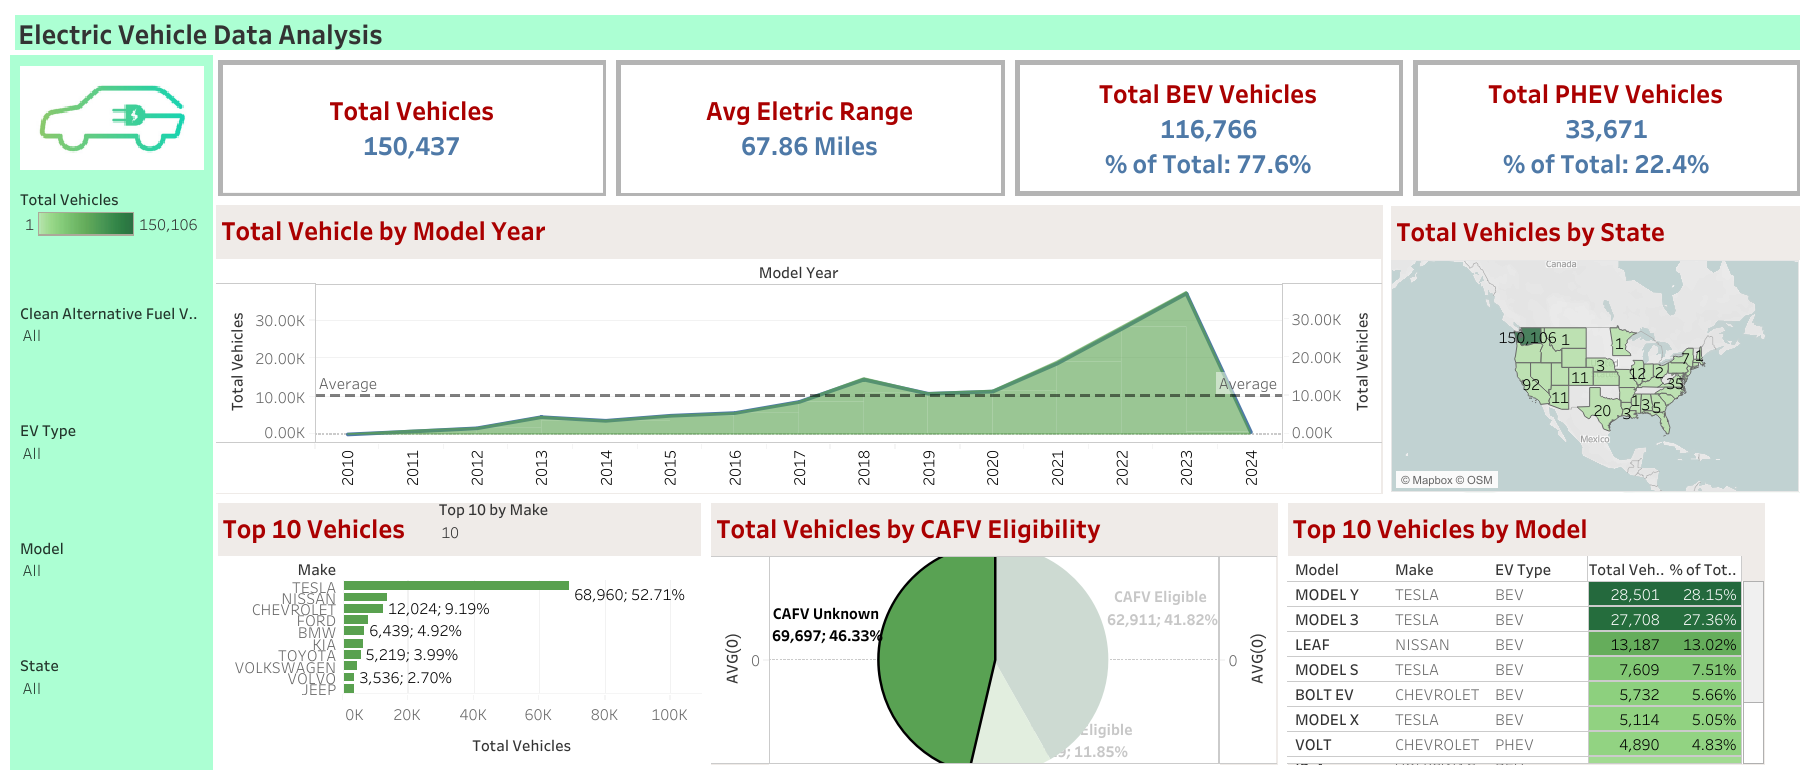 Electric Vehicle Data Analysis
Total Vehicles
150,437
Avg Eletric Range
67.86 Miles
Total BEV Vehicles
116,766
% of Total: 77.6%
Total PHEV Vehicles
33,671
% of Total: 22.4%
Total Vehicles
1 150,106
Clean Alternative Fuel V..
All
EV Type
All
Model
All
State
All
Total Vehicle by Model Year
Model Year
Total Vehicles
30.00K
20.00K
10.00K
0.00K
Average
Average
30.00K
20.00K
10.00K
0.00K
Total Vehicles
2010 2011 2012 2013 2014 2015 2016 2017 2018 2019 2020 2021 2022 2023 2024
Total Vehicles by State
Canada
150,106 1 1 7 1
3 12 2
92 11 35
11 20 3 1 3 5
Mexico
© Mapbox © OSM
Top 10 Vehicles
Top 10 by Make
10
Make
TESLA 68,960; 52.71%
NISSAN
CHEVROLET 12,024; 9.19%
FORD
BMW 6,439; 4.92%
KIA
TOYOTA 5,219; 3.99%
VOLKSWAGEN
VOLVO 3,536; 2.70%
JEEP
0K 20K 40K 60K 80K 100K
Total Vehicles
Total Vehicles by CAFV Eligibility
AVG(0)
0
CAFV Unknown
69,697; 46.33%
CAFV Eligible
62,911; 41.82%
Eligible
9; 11.85%
0
AVG(0)
Top 10 Vehicles by Model
Model Make EV Type Total Veh.. % of Tot..
MODEL Y TESLA BEV 28,501 28.15%
MODEL 3 TESLA BEV 27,708 27.36%
LEAF NISSAN BEV 13,187 13.02%
MODEL S TESLA BEV 7,609 7.51%
BOLT EV CHEVROLET BEV 5,732 5.66%
MODEL X TESLA BEV 5,114 5.05%
VOLT CHEVROLET PHEV 4,890 4.83%